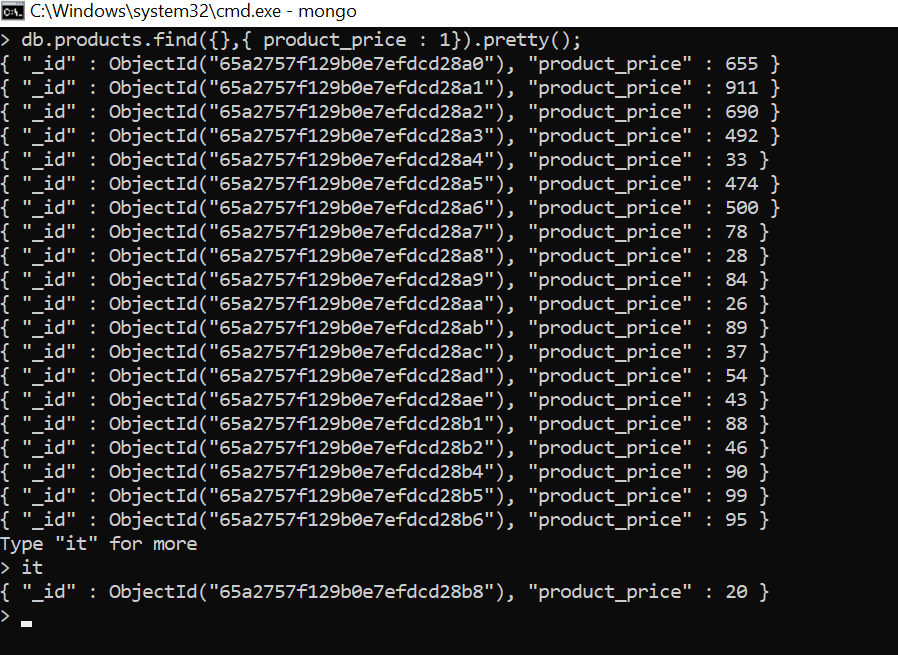 C:\Windows\system32\cmd.exe - mongo
> db.products.find({},{ product_price : 1}).pretty();
{ "_id" : ObjectId("65a2757f129b0e7efdcd28a0"), "product_price" : 655 }
{ "_id" : ObjectId("65a2757f129b0e7efdcd28a1"), "product_price" : 911 }
{ "_id" : ObjectId("65a2757f129b0e7efdcd28a2"), "product_price" : 690 }
{ "_id" : ObjectId("65a2757f129b0e7efdcd28a3"), "product_price" : 492 }
{ "_id" : ObjectId("65a2757f129b0e7efdcd28a4"), "product_price" : 33 }
{ "_id" : ObjectId("65a2757f129b0e7efdcd28a5"), "product_price" : 474 }
{ "_id" : ObjectId("65a2757f129b0e7efdcd28a6"), "product_price" : 500 }
{ "_id" : ObjectId("65a2757f129b0e7efdcd28a7"), "product_price" : 78 }
{ "_id" : ObjectId("65a2757f129b0e7efdcd28a8"), "product_price" : 28 }
{ "_id" : ObjectId("65a2757f129b0e7efdcd28a9"), "product_price" : 84 }
{ "_id" : ObjectId("65a2757f129b0e7efdcd28aa"), "product_price" : 26 }
{ "_id" : ObjectId("65a2757f129b0e7efdcd28ab"), "product_price" : 89 }
{ "_id" : ObjectId("65a2757f129b0e7efdcd28ac"), "product_price" : 37 }
{ "_id" : ObjectId("65a2757f129b0e7efdcd28ad"), "product_price" : 54 }
{ "_id" : ObjectId("65a2757f129b0e7efdcd28ae"), "product_price" : 43 }
{ "_id" : ObjectId("65a2757f129b0e7efdcd28b1"), "product_price" : 88 }
{ "_id" : ObjectId("65a2757f129b0e7efdcd28b2"), "product_price" : 46 }
{ "_id" : ObjectId("65a2757f129b0e7efdcd28b4"), "product_price" : 90 }
{ "_id" : ObjectId("65a2757f129b0e7efdcd28b5"), "product_price" : 99 }
{ "_id" : ObjectId("65a2757f129b0e7efdcd28b6"), "product_price" : 95 }
Type "it" for more
> it
{ "_id" : ObjectId("65a2757f129b0e7efdcd28b8"), "product_price" : 20 }
>